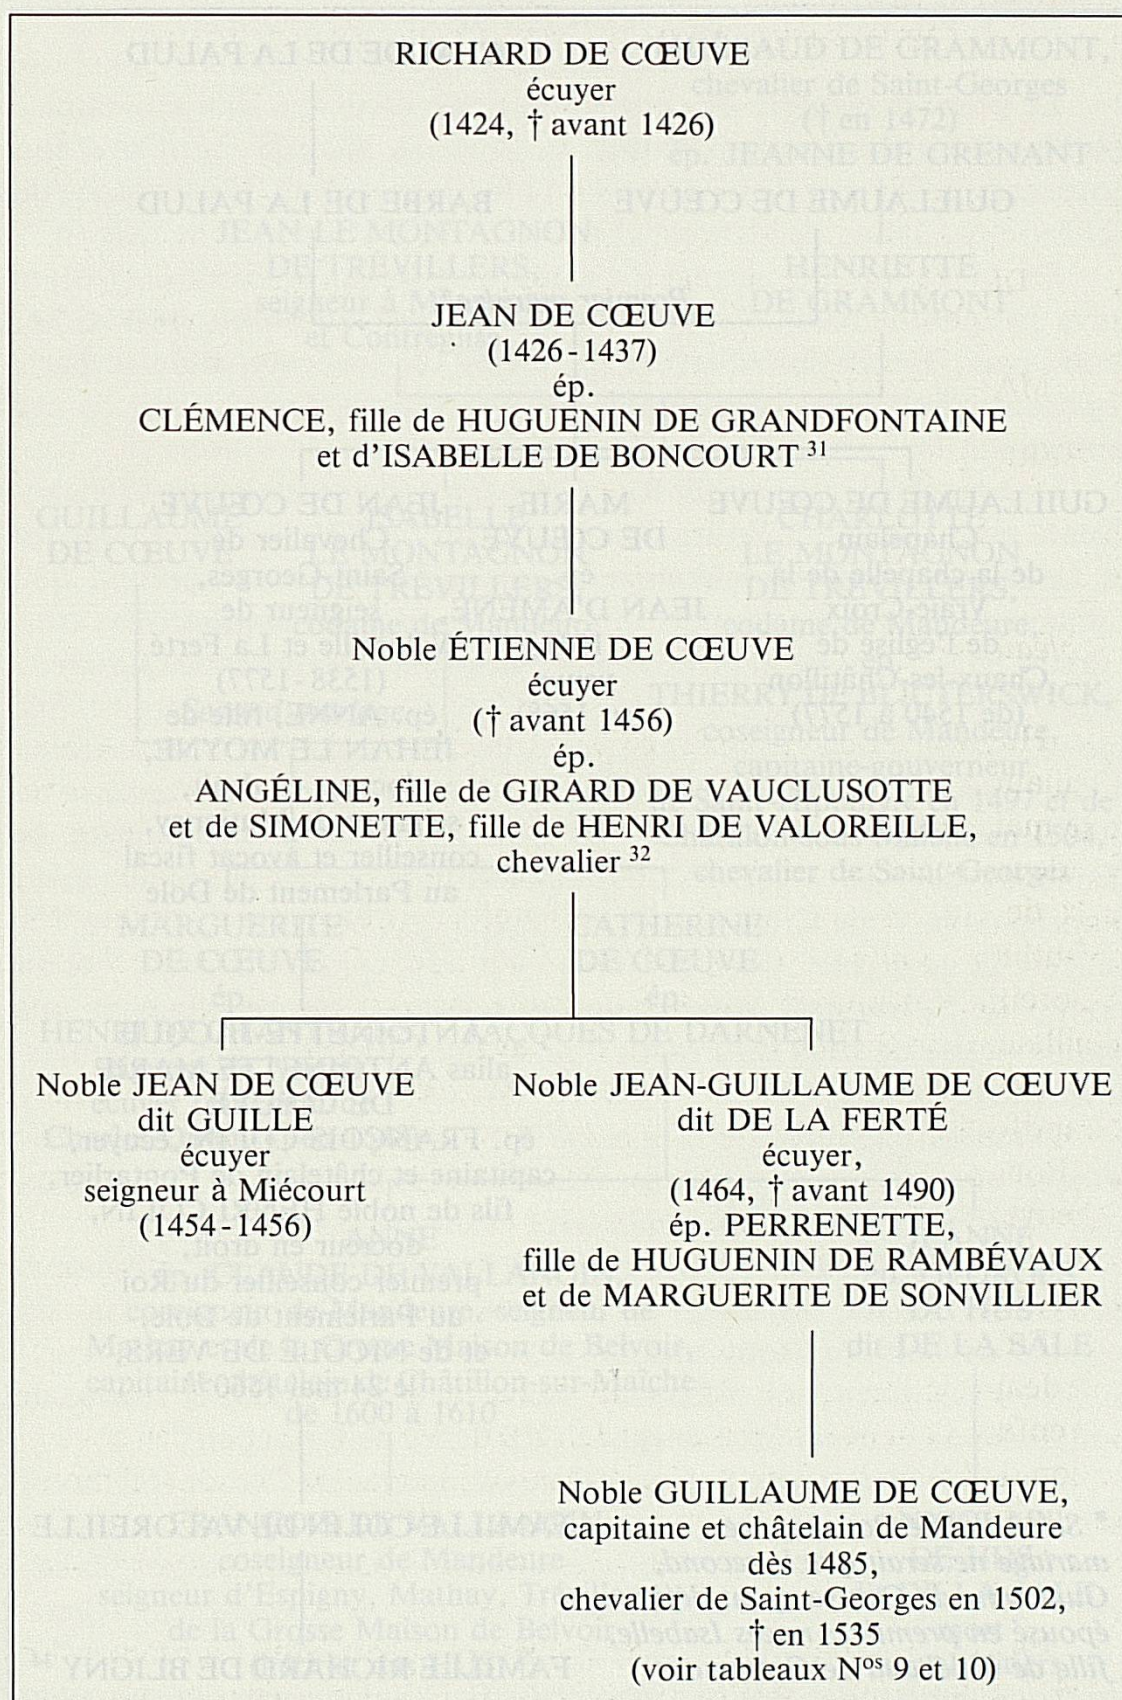 RICHARD DE CŒUVE
écuyer
(1424, † avant 1426)
JEAN DE CŒUVE
(1426-1437)
ép.
CLÉMENCE, fille de HUGUENIN DE GRANDFONTAINE
et d'ISABELLE DE BONCOURT 31
Noble ÉTIENNE DE CŒUVE
écuyer
(† avant 1456)
ép.
ANGÉLINE, fille de GIRARD DE VAUCLUSOTTE
et de SIMONETTE, fille de HENRI DE VALOREILLE,
chevalier 32
Noble JEAN DE CŒUVE
dit GUILLE
écuyer
seigneur à Miécourt
(1454-1456)
Noble JEAN-GUILLAUME DE CŒUVE
dit DE LA FERTÉ
écuyer,
(1464, † avant 1490)
ép. PERRENETTE,
fille de HUGUENIN DE RAMBÉVAUX
et de MARGUERITE DE SONVILLIER
Noble GUILLAUME DE CŒUVE,
capitaine et châtelain de Mandeure
dès 1485,
chevalier de Saint-Georges en 1502,
† en 1535
(voir tableaux Nos 9 et 10)